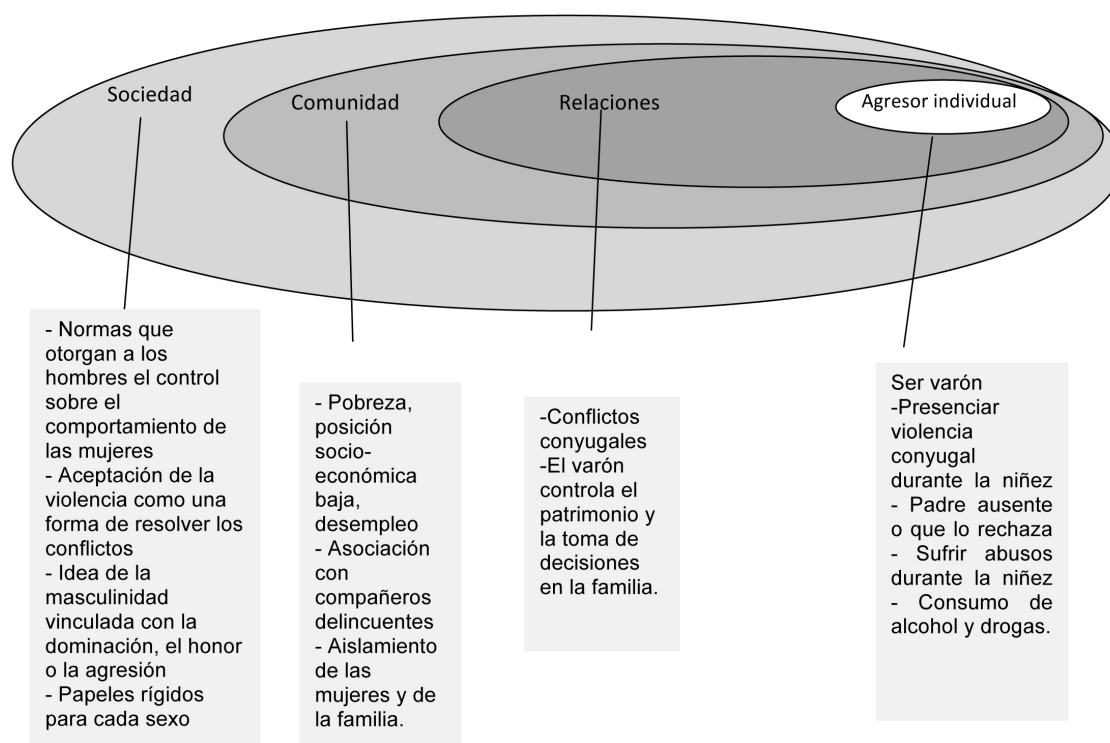 Sociedad
Comunidad
Relaciones
Agresor individual
- Normas que
otorgan a los
hombres el control
sobre el
comportamiento de
las mujeres
- Aceptación de la
violencia como una
forma de resolver los
conflictos
- Idea de la
masculinidad
vinculada con la
dominación, el honor
o la agresión
- Papeles rígidos
para cada sexo
- Pobreza,
posición
socio-
económica
baja,
desempleo
- Asociación
con
compañeros
delincuentes
- Aislamiento
de las
mujeres y de
la familia.
-Conflictos
conyugales
-El varón
controla el
patrimonio y
la toma de
decisiones
en la familia.
Ser varón
-Presenciar
violencia
conyugal
durante la niñez
- Padre ausente
o que lo rechaza
- Sufrir abusos
durante la niñez
- Consumo de
alcohol y drogas.